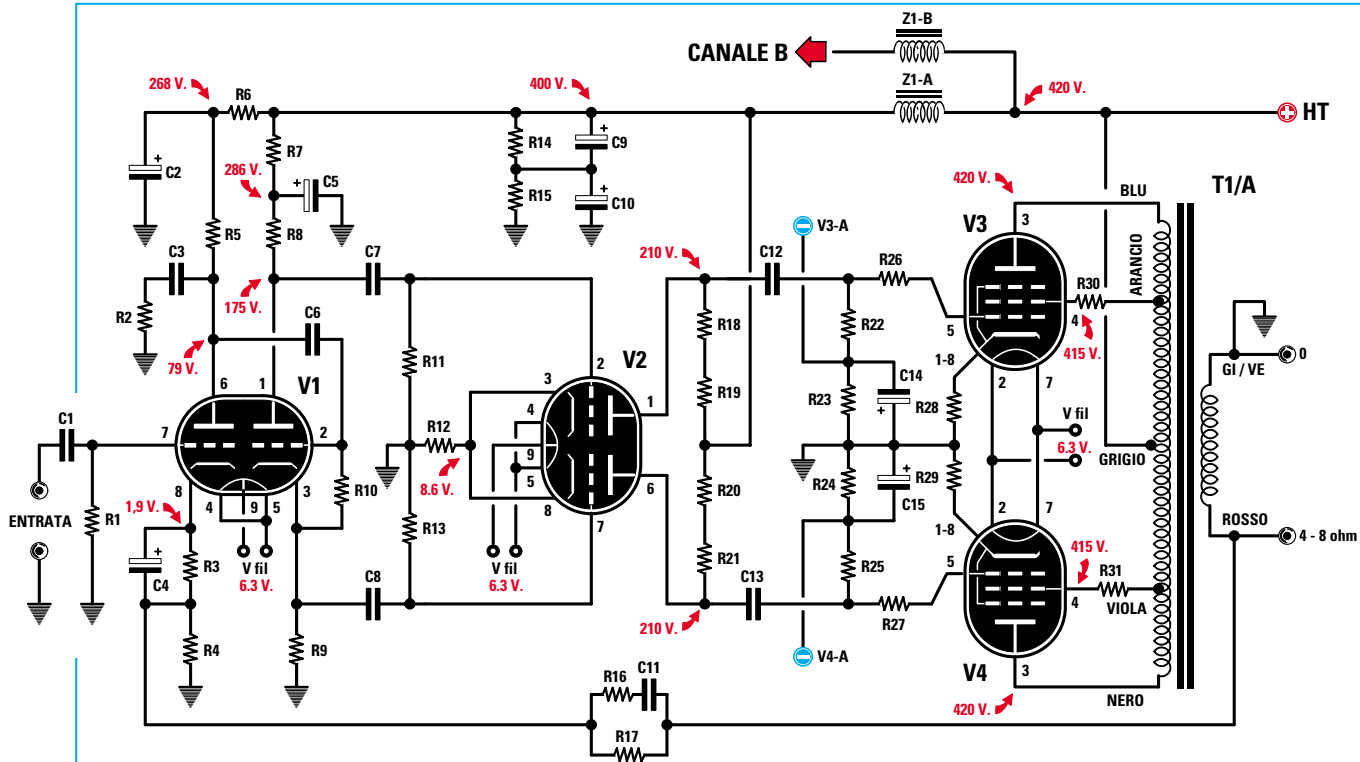 Z1-B
CANALE B
Z1-A
268 V.
R6
400 V.
420 V.
HT
C2
R7
R14
C9
286 V.
C5
R15
C10
420 V.
BLU
T1/A
R5
R8
V3-A
V3
3
C3
C7
210 V.
C12
R26
ARANCIO
R2
175 V.
R30
C6
R18
R22
5
4
79 V.
R11
V2
2
415 V.
0
6
1
V1
1-8
GI / VE
C1
R12
3
1
R19
R23
C14
R28
2
7
7
2
4
V fil
8.6 V.
9
6.3 V.
GRIGIO
8
3
R10
5
6
R20
R24
C15
R29
ENTRATA
R1
1,9 V.
4
9
5
R13
8
2
7
ROSSO
4 - 8 ohm
C4
R3
V fil
6.3 V.
7
V fil
6.3 V.
R21
R25
1-8
5
415 V.
R31
C8
C13
4
VIOLA
R4
R9
210 V.
R27
V4-A
V4
3
R16
C11
420 V.
NERO
R17